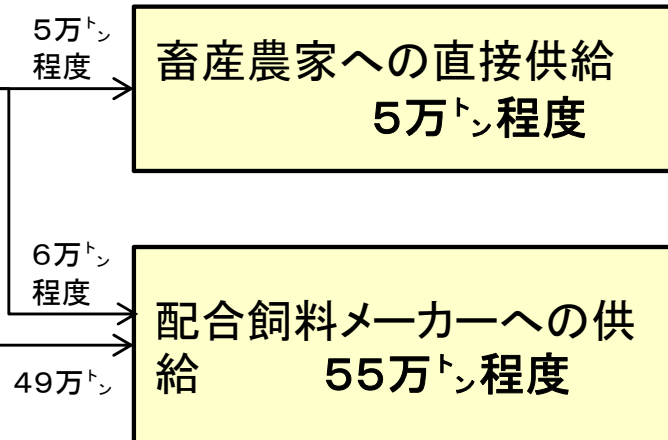 5万㌧
程度
畜産農家への直接供給
5万㌧程度
6万㌧
程度
配合飼料メーカーへの供
給 55万㌧程度
49万㌧